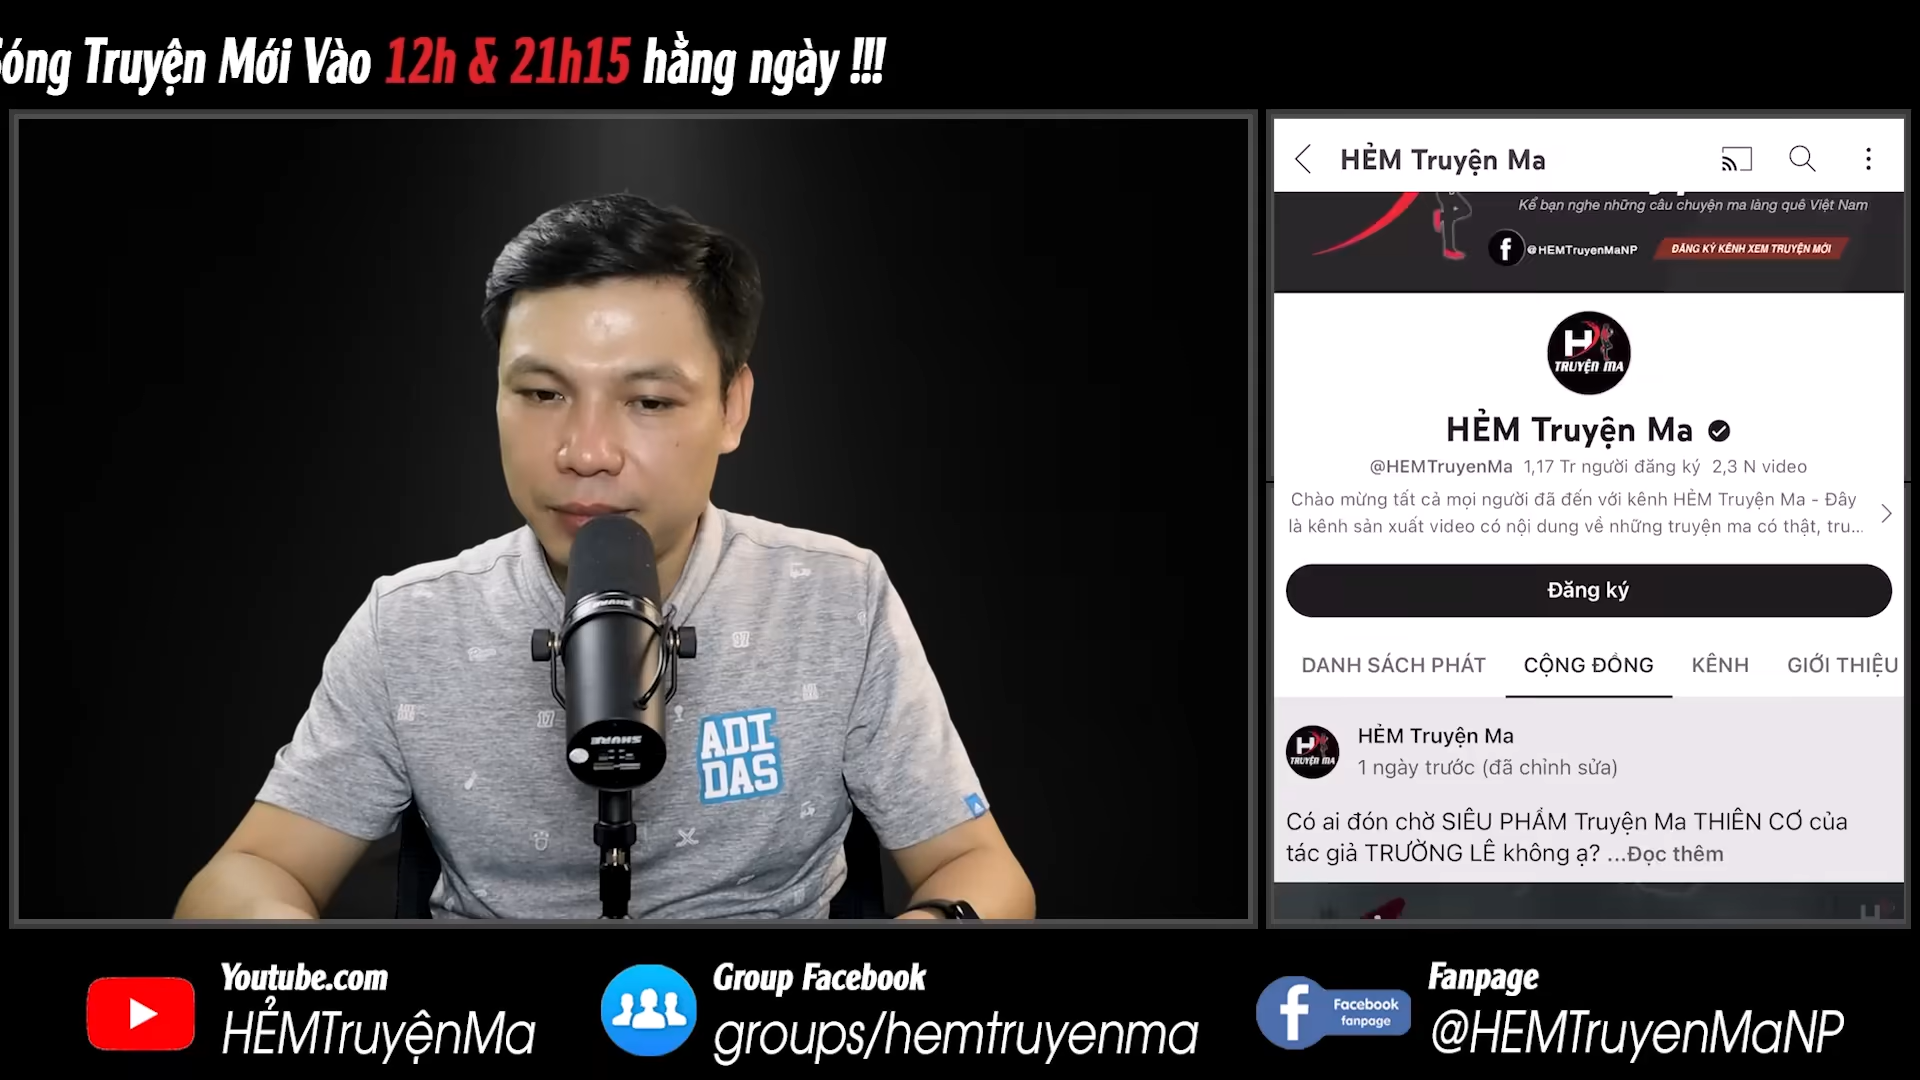 Sóng Truyện Mới Vào 12h & 21h15 hằng ngày !!!
HẺM Truyện Ma
Kể bạn nghe những câu chuyện ma làng quê Việt Nam
@HEMTruyenMaNP
ĐĂNG KÝ KÊNH XEM TRUYỆN MỚI
H
TRUYỆN MA
HẺM Truyện Ma
@HEMTruyenMa 1,17 Tr người đăng ký 2,3 N video
Chào mừng tất cả mọi người đã đến với kênh HẺM Truyện Ma - Đây
là kênh sản xuất video có nội dung về những truyện ma có thật, tru...
Đăng ký
DANH SÁCH PHÁT CỘNG ĐỒNG KÊNH GIỚI THIỆU
H
TRUYỆN MA
HẺM Truyện Ma
1 ngày trước (đã chỉnh sửa)
Có ai đón chờ SIÊU PHẨM Truyện Ma THIÊN CƠ của
tác giả TRƯỜNG LÊ không ạ? ...Đọc thêm
SHURE
ADI
DAS
Youtube.com
HẺMTruyệnMa
Group Facebook
groups/hemtruyenma
Facebook
fanpage
Fanpage
@HEMTruyenMaNP